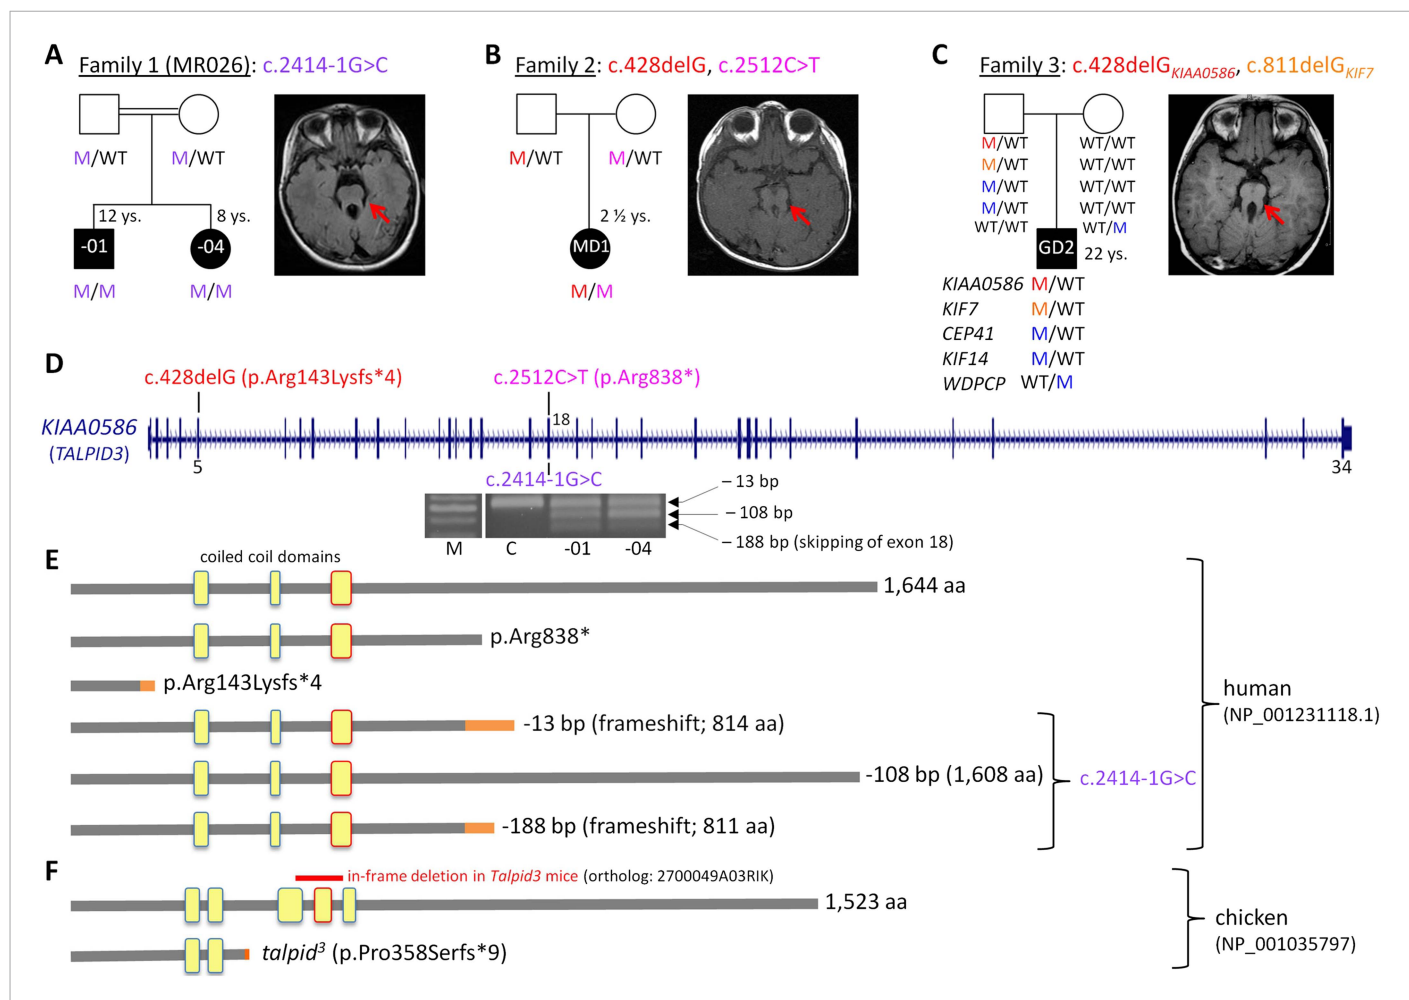 A
Family 1 (MR026): c.2414-1G>C
M/WT
M/WT
12 ys.
8 ys.
-01
-04
M/M
M/M
B
Family 2: c.428delG, c.2512C>T
M/WT
M/WT
2 ½ ys.
MD1
M/M
C
Family 3: c.428delG KIAA0586, c.811delG KIF7
M/WT WT/WT
M/WT WT/WT
M/WT WT/WT
M/WT WT/WT
WT/WT WT/M
GD2
22 ys.
KIAA0586 M/WT
KIF7 M/WT
CEP41 M/WT
KIF14 M/WT
WDPCP WT/M
D
c.428delG (p.Arg143Lysfs*4)
c.2512C>T (p.Arg838*)
18
KIAA0586
(TALPID3)
5
34
c.2414-1G>C
– 13 bp
– 108 bp
– 188 bp (skipping of exon 18)
M C -01 -04
E
coiled coil domains
1,644 aa
p.Arg838*
p.Arg143Lysfs*4
-13 bp (frameshift; 814 aa)
-108 bp (1,608 aa)
-188 bp (frameshift; 811 aa)
c.2414-1G>C
human
(NP_001231118.1)
F
in-frame deletion in Talpid3 mice (ortholog: 2700049A03RIK)
1,523 aa
talpid³ (p.Pro358Serfs*9)
chicken
(NP_001035797)